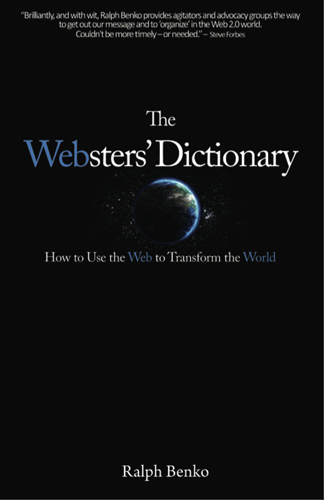 “Brilliantly, and with wit, Ralph Benko provides agitators and advocacy groups the way
to get out our message and to ‘organize’ in the Web 2.0 world.
Couldn’t be more timely – or needed.” – Steve Forbes
The
Websters’ Dictionary
How to Use the Web to Transform the World
Ralph Benko